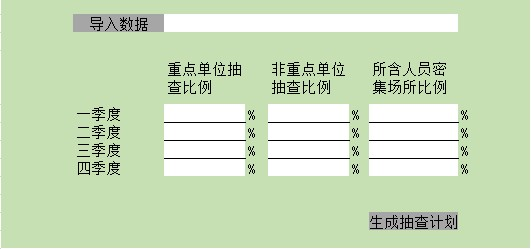 导入数据
重点单位抽 非重点单位 所含人员密
查比例 抽查比例 集场所比例
一季度 % % %
二季度 % % %
三季度 % % %
四季度 % % %
生成抽查计划